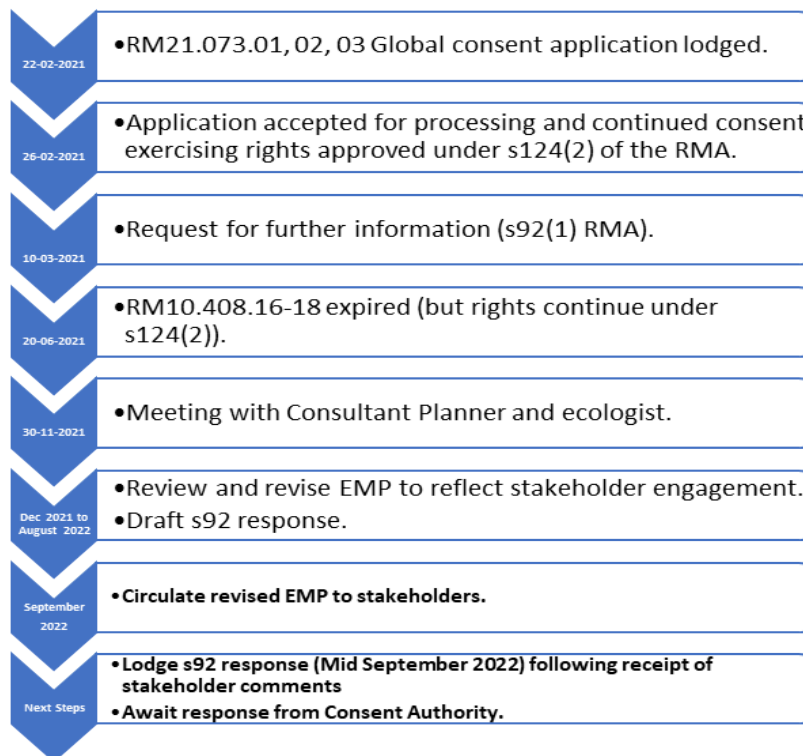 22-02-2021
•RM21.073.01, 02, 03 Global consent application lodged.
26-02-2021
•Application accepted for processing and continued consent
exercising rights approved under s124(2) of the RMA.
10-03-2021
•Request for further information (s92(1) RMA).
20-06-2021
•RM10.408.16-18 expired (but rights continue under
s124(2)).
30-11-2021
•Meeting with Consultant Planner and ecologist.
Dec 2021 to
August 2022
•Review and revise EMP to reflect stakeholder engagement.
•Draft s92 response.
September
2022
•Circulate revised EMP to stakeholders.
Next Steps
•Lodge s92 response (Mid September 2022) following receipt of
stakeholder comments
•Await response from Consent Authority.